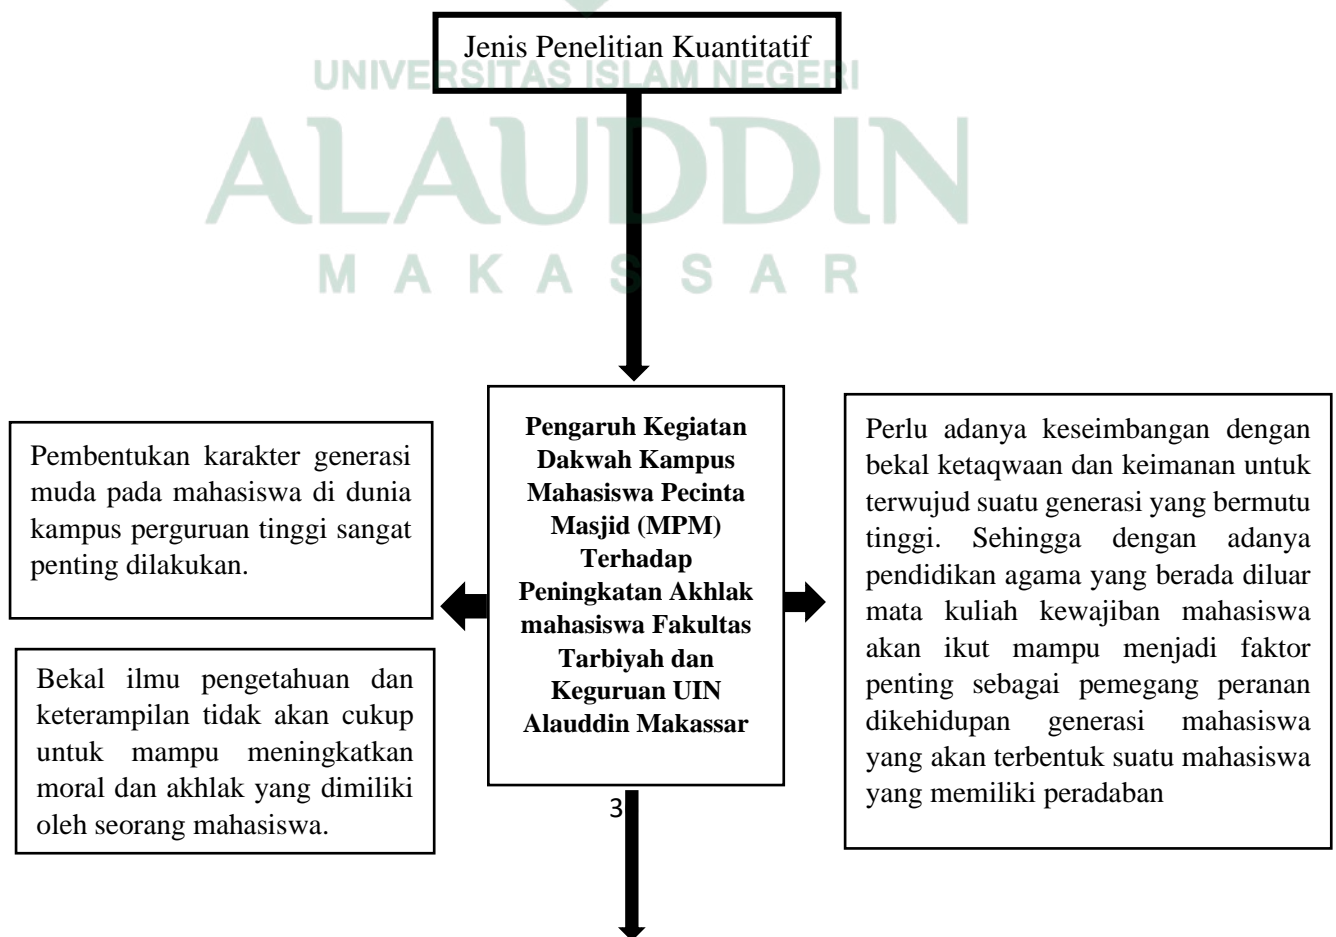 Jenis Penelitian Kuantitatif
UNIVERSITAS ISLAM NEGERI
ALAUDDIN
MAKASSAR
Pembentukan karakter generasi
muda pada mahasiswa di dunia
kampus perguruan tinggi sangat
penting dilakukan.
Bekal ilmu pengetahuan dan
keterampilan tidak akan cukup
untuk mampu meningkatkan
moral dan akhlak yang dimiliki
oleh seorang mahasiswa.
Pengaruh Kegiatan
Dakwah Kampus
Mahasiswa Pecinta
Masjid (MPM)
Terhadap
Peningkatan Akhlak
mahasiswa Fakultas
Tarbiyah dan
Keguruan UIN
Alauddin Makassar
Perlu adanya keseimbangan dengan
bekal ketaqwaan dan keimanan untuk
terwujud suatu generasi yang bermutu
tinggi. Sehingga dengan adanya
pendidikan agama yang berada diluar
mata kuliah kewajiban mahasiswa
akan ikut mampu menjadi faktor
penting sebagai pemegang peranan
dikehidupan generasi mahasiswa
yang akan terbentuk suatu mahasiswa
yang memiliki peradaban
3